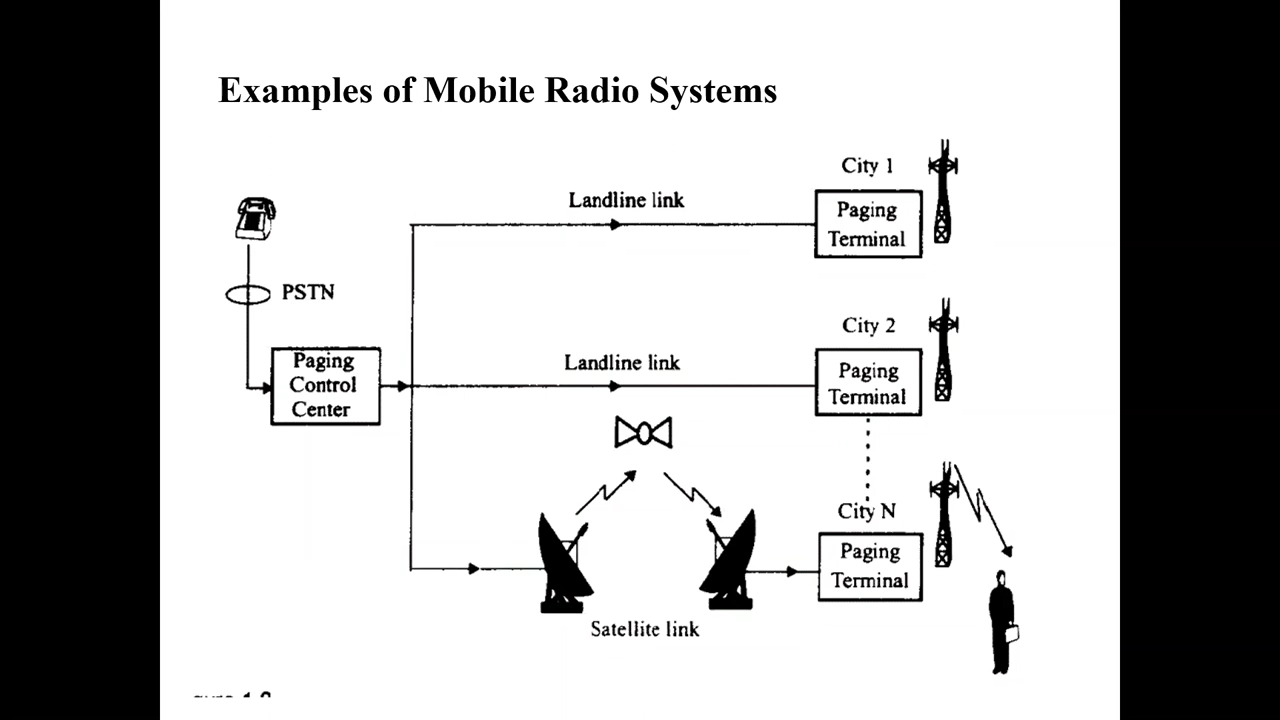 Examples of Mobile Radio Systems
City 1
Landline link
Paging
Terminal
PSTN
City 2
Landline link
Paging
Control
Center
Paging
Terminal
City N
Paging
Terminal
Satellite link